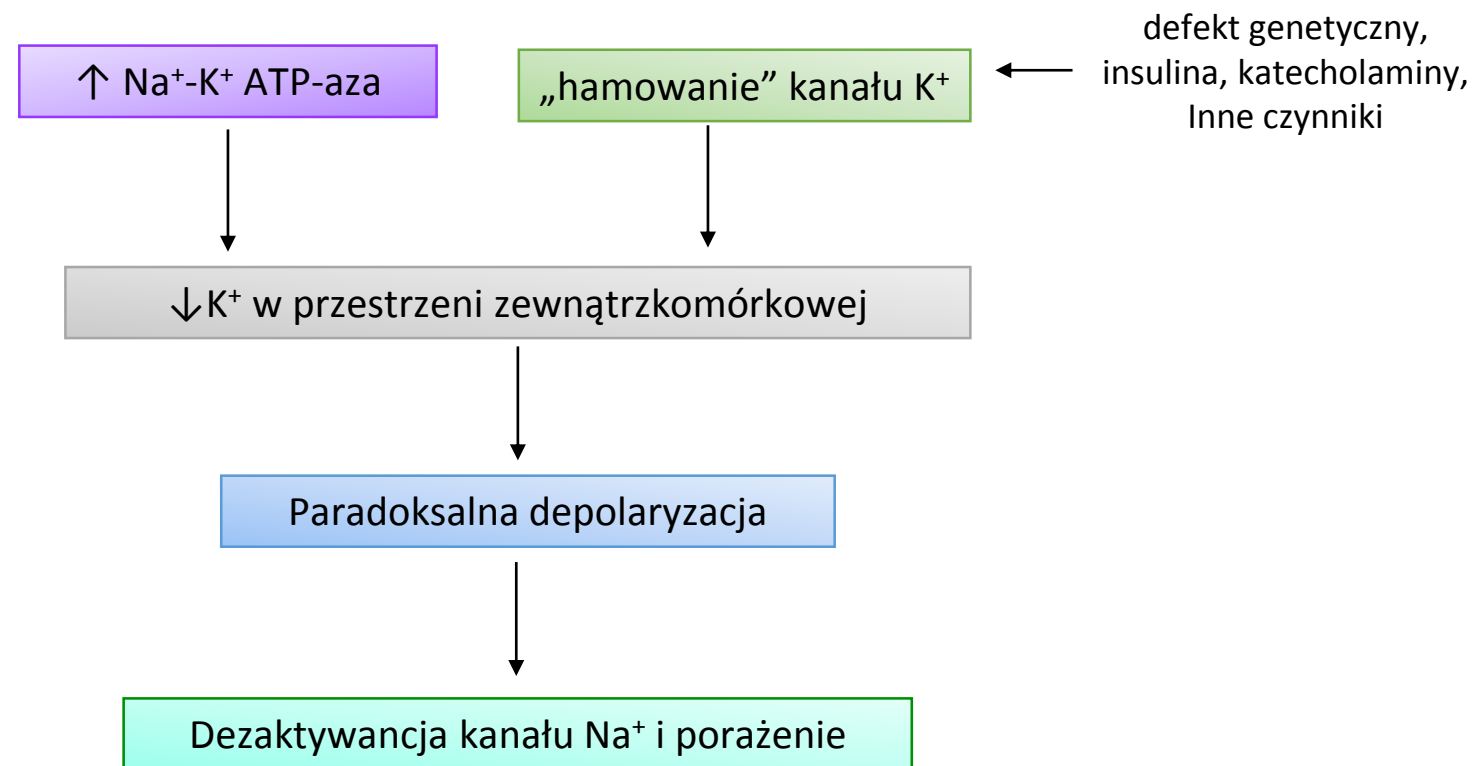 defekt genetyczny,
insulina, katecholaminy,
Inne czynniki
↑ Na⁺-K⁺ ATP-aza
„hamowanie” kanału K⁺
↓K⁺ w przestrzeni zewnątrzkomórkowej
Paradoksalna depolaryzacja
Dezaktywancja kanału Na⁺ i porażenie